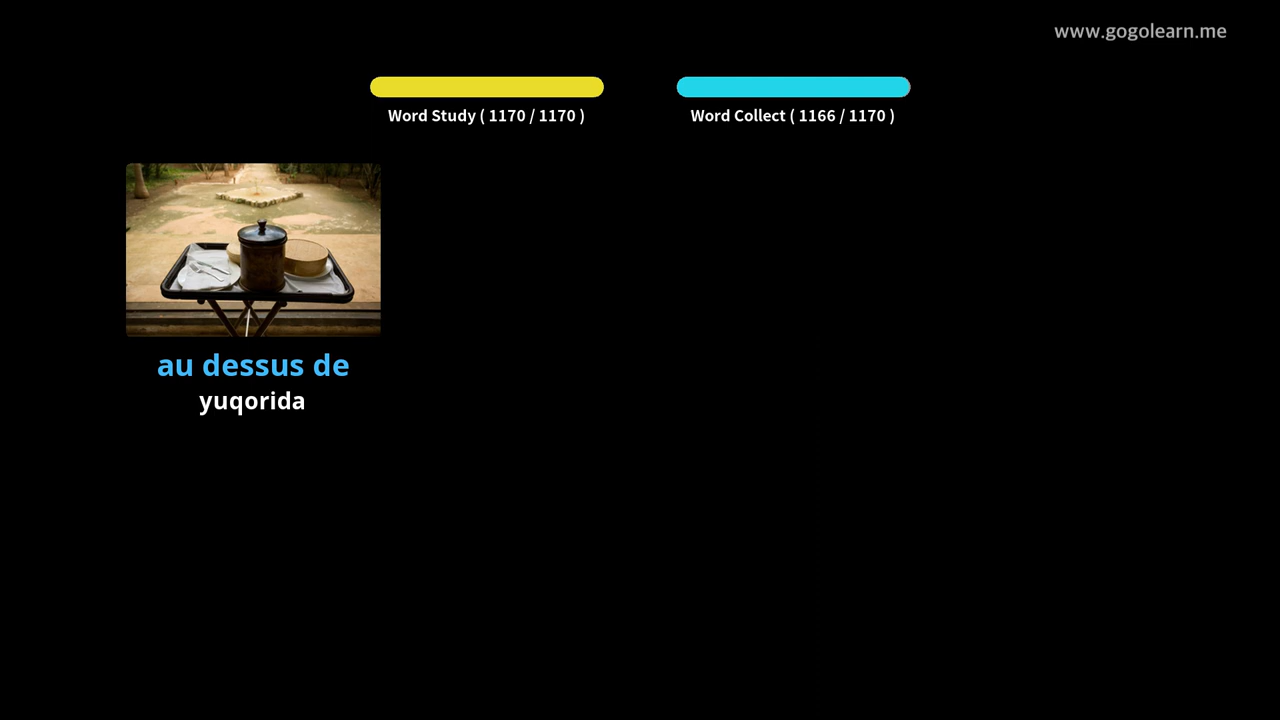 www.gogolearn.me
Word Study ( 1170 / 1170 )
Word Collect ( 1166 / 1170 )
au dessus de
yuqorida